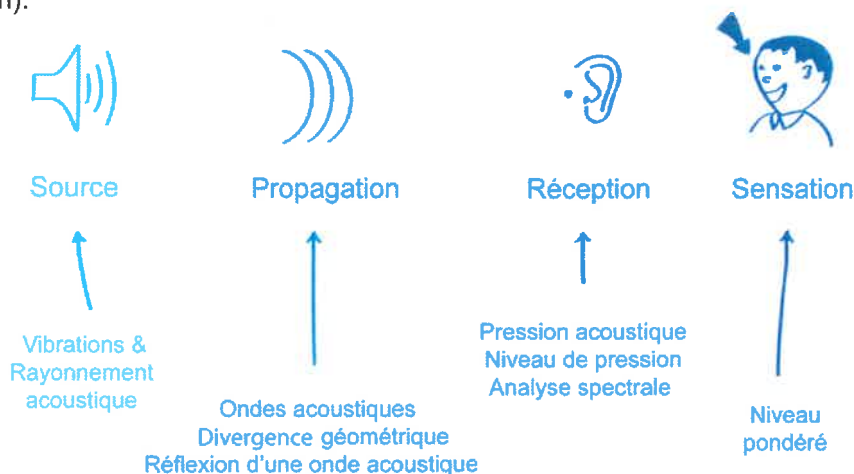 n).
Source
Propagation
Réception
Sensation
Vibrations &
Rayonnement
acoustique
Ondes acoustiques
Divergence géométrique
Réflexion d'une onde acoustique
Pression acoustique
Niveau de pression
Analyse spectrale
Niveau
pondéré